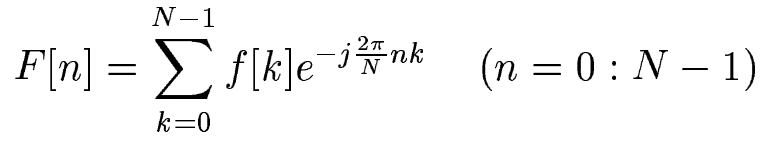 F[n] = \sum_{k=0}^{N-1} f[k] e^{-j\frac{2\pi}{N}nk} \quad (n = 0 : N - 1)